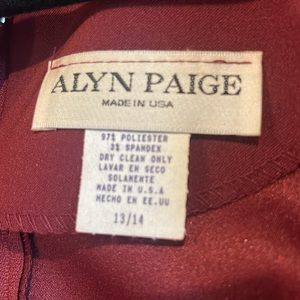 ALYN PAIGE
MADE IN USA
97% POLIESTER
3% SPANDEX
DRY CLEAN ONLY
LAVAR EN SECO
SOLAMENTE
MADE IN U.S.A
HECHO EN EE.UU
13/14